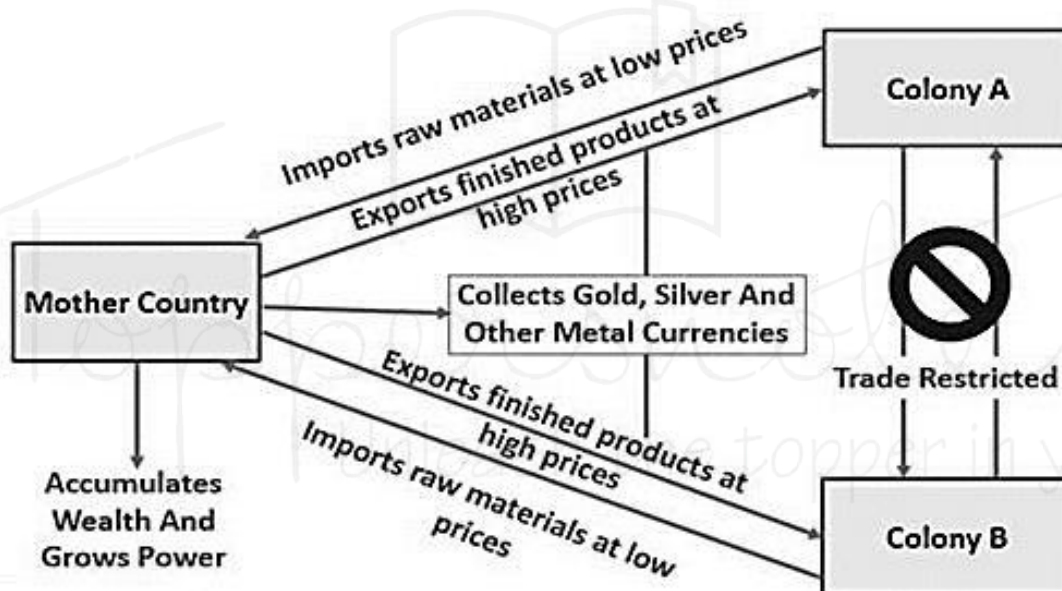 Imports raw materials at low prices
Exports finished products at
high prices
Colony A
Mother Country
Collects Gold, Silver And
Other Metal Currencies
Trade Restricted
Exports finished products at
high prices
Imports raw materials at low
prices
Accumulates
Wealth And
Grows Power
Colony B